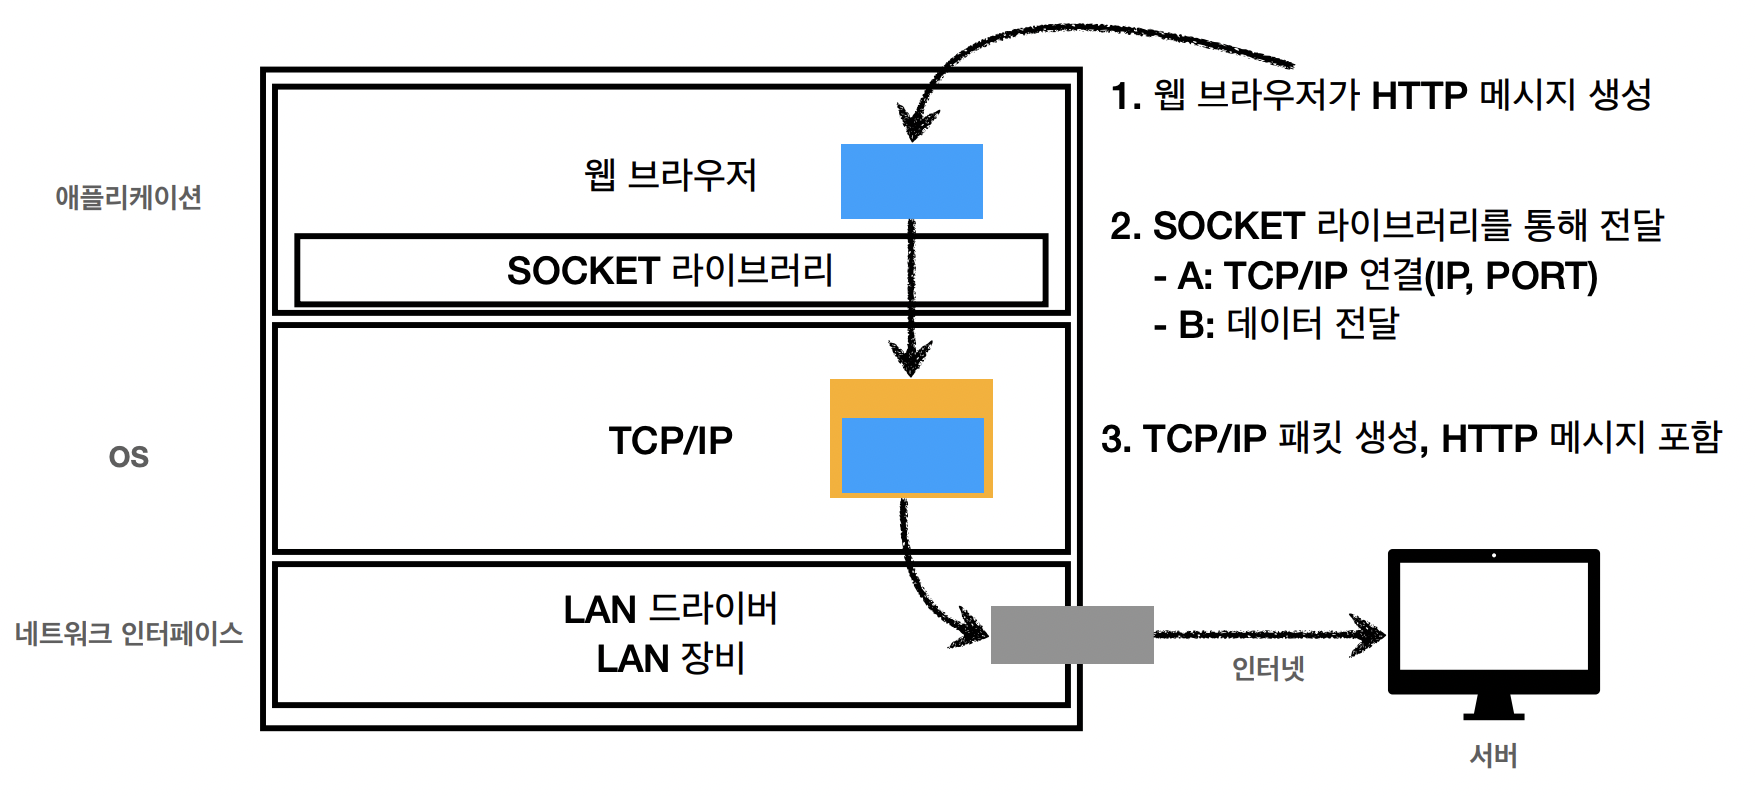 1. 웹 브라우저가 HTTP 메시지 생성
웹 브라우저
애플리케이션
2. SOCKET 라이브러리를 통해 전달
SOCKET 라이브러리
- A: TCP/IP 연결(IP, PORT)
- B: 데이터 전달
TCP/IP
3. TCP/IP 패킷 생성, HTTP 메시지 포함
OS
LAN 드라이버
네트워크 인터페이스
LAN 장비
인터넷
서버